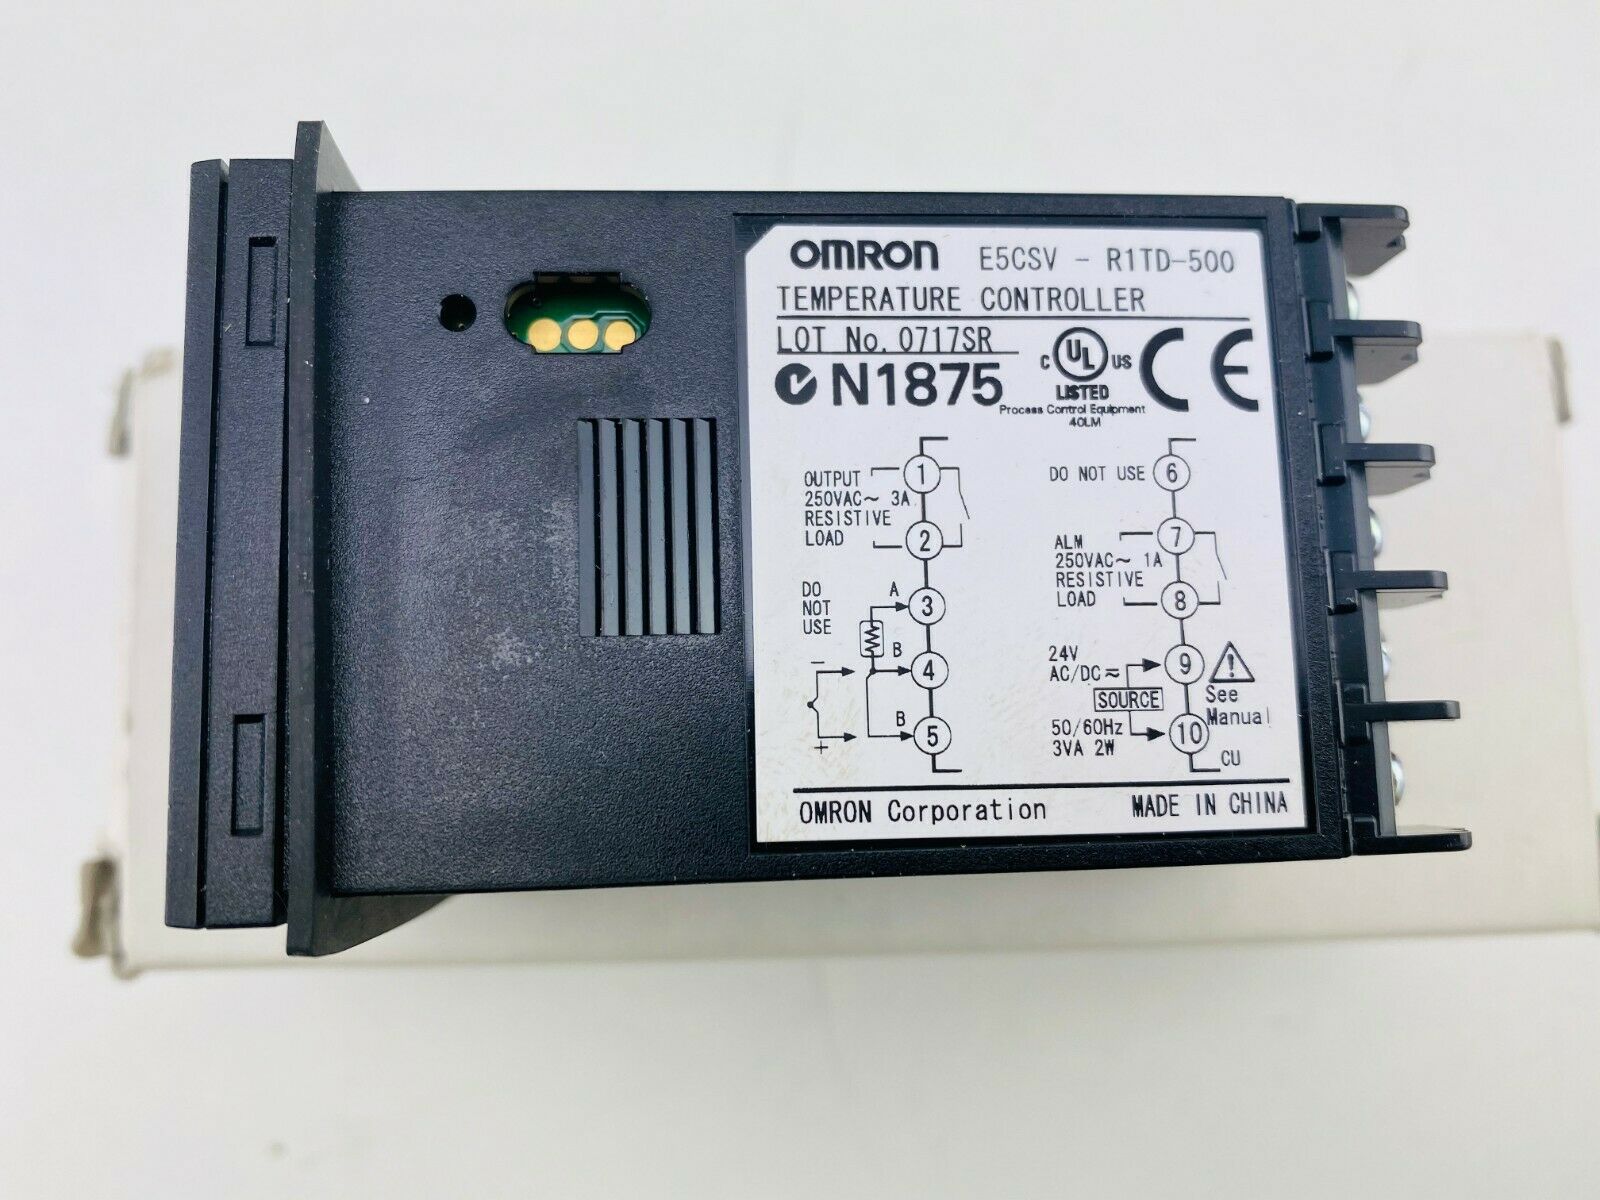 OMRON E5CSV - R1TD-500
TEMPERATURE CONTROLLER
LOT No. 0717SR
N1875
C UL US
LISTED
Process Control Equipment
40LM
CE
OUTPUT
250VAC~ 3A
RESISTIVE
LOAD
1
2
DO
NOT
USE
A
3
B
4
B
5
−
+
DO NOT USE 6
ALM
250VAC~ 1A
RESISTIVE
LOAD
7
8
24V
AC/DC≂
SOURCE
50/60Hz
3VA 2W
9
10
!
See
Manual
CU
OMRON Corporation MADE IN CHINA